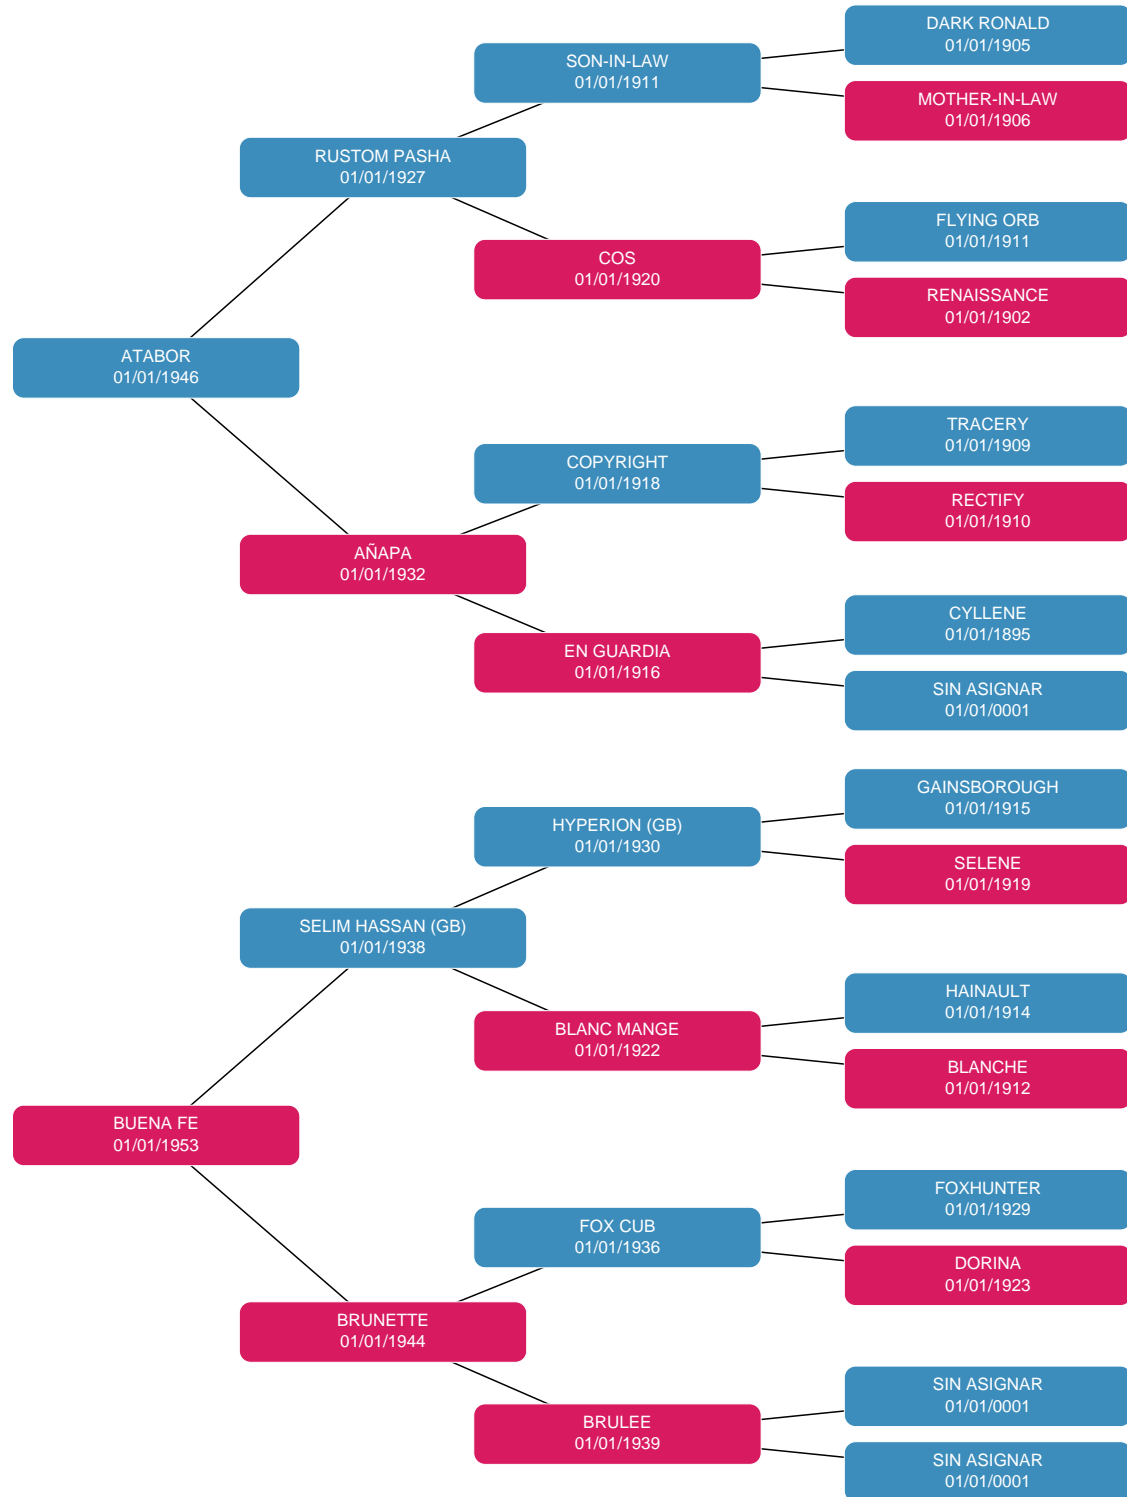 DARK RONALD
01/01/1905
SON-IN-LAW
01/01/1911
MOTHER-IN-LAW
01/01/1906
RUSTOM PASHA
01/01/1927
FLYING ORB
01/01/1911
COS
01/01/1920
RENAISSANCE
01/01/1902
ATABOR
01/01/1946
TRACERY
01/01/1909
COPYRIGHT
01/01/1918
RECTIFY
01/01/1910
AÑAPA
01/01/1932
CYLLENE
01/01/1895
EN GUARDIA
01/01/1916
SIN ASIGNAR
01/01/0001
GAINSBOROUGH
01/01/1915
HYPERION (GB)
01/01/1930
SELENE
01/01/1919
SELIM HASSAN (GB)
01/01/1938
HAINAULT
01/01/1914
BLANC MANGE
01/01/1922
BLANCHE
01/01/1912
BUENA FE
01/01/1953
FOXHUNTER
01/01/1929
FOX CUB
01/01/1936
DORINA
01/01/1923
BRUNETTE
01/01/1944
SIN ASIGNAR
01/01/0001
BRULEE
01/01/1939
SIN ASIGNAR
01/01/0001